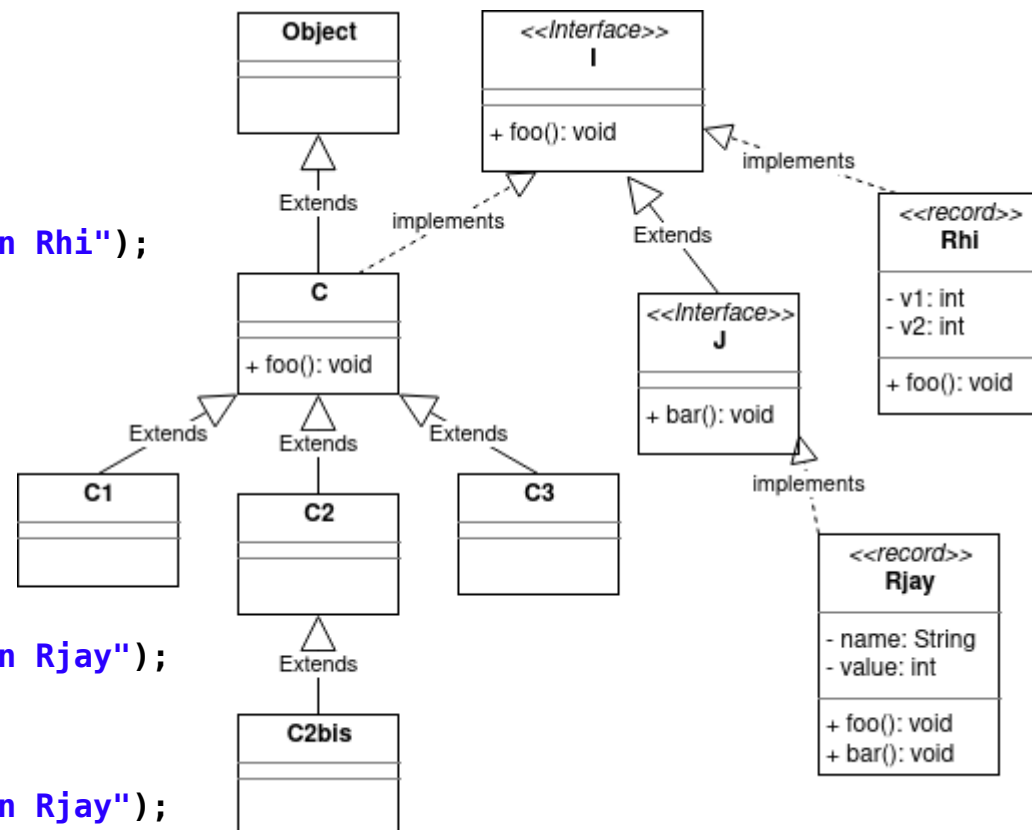 Object
<<Interface>>
I
+ foo(): void
implements
Extends
implements
<<record>>
Rhi
n Rhi");
Extends
- v1: int
- v2: int
+ foo(): void
C
+ foo(): void
<<Interface>>
J
+ bar(): void
Extends
Extends
Extends
C1
C2
C3
implements
<<record>>
Rjay
- name: String
- value: int
+ foo(): void
+ bar(): void
n Rjay");
Extends
C2bis
n Rjay");